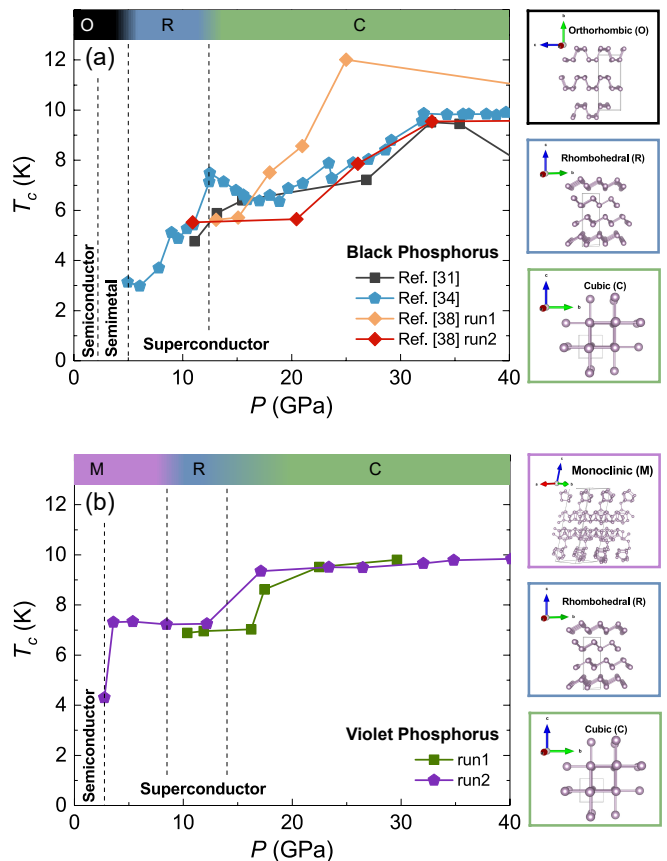 O R C
(a)
12
10
8
6
4
2
0
T_c (K)
Semiconductor
Semimetal
Superconductor
Black Phosphorus
Ref. [31]
Ref. [34]
Ref. [38] run1
Ref. [38] run2
0 10 20 30 40
P (GPa)
Orthorhombic (O)
Rhombohedral (R)
Cubic (C)
M R C
(b)
12
10
8
6
4
2
0
T_c (K)
Semiconductor
Superconductor
Violet Phosphorus
run1
run2
0 10 20 30 40
P (GPa)
Monoclinic (M)
Rhombohedral (R)
Cubic (C)